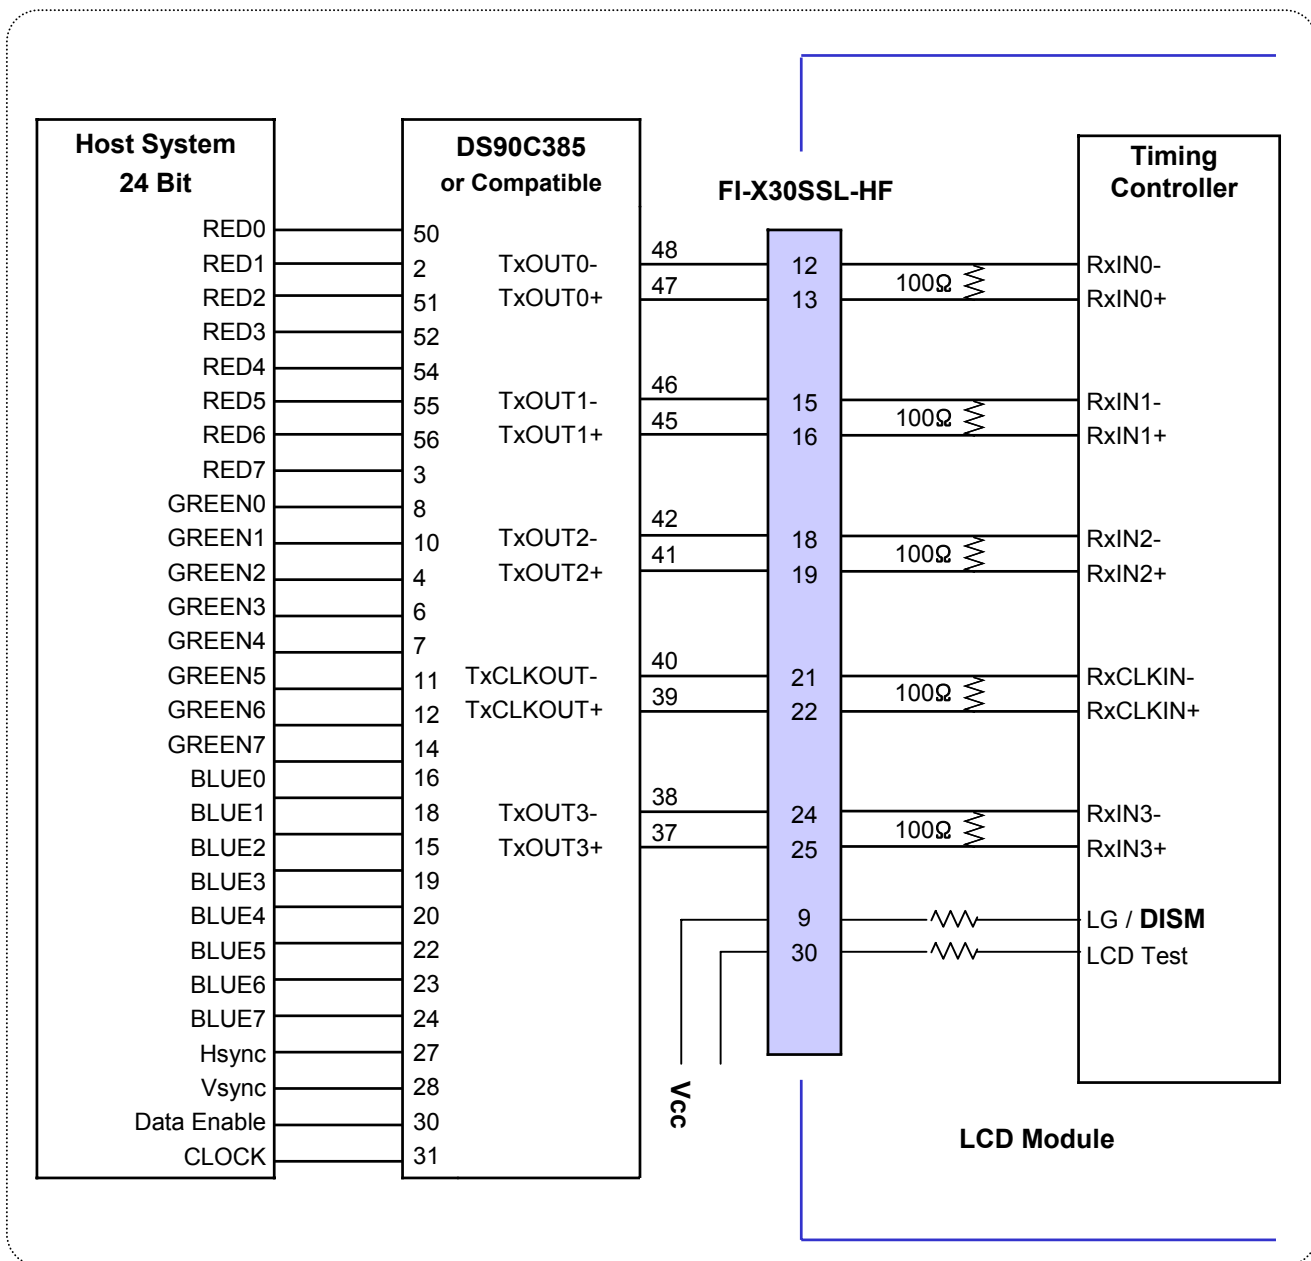 Host System
24 Bit
RED0
RED1
RED2
RED3
RED4
RED5
RED6
RED7
GREEN0
GREEN1
GREEN2
GREEN3
GREEN4
GREEN5
GREEN6
GREEN7
BLUE0
BLUE1
BLUE2
BLUE3
BLUE4
BLUE5
BLUE6
BLUE7
Hsync
Vsync
Data Enable
CLOCK
DS90C385
or Compatible
50
2
51
52
54
55
56
3
8
10
4
6
7
11
12
14
16
18
15
19
20
22
23
24
27
28
30
31
TxOUT0-
TxOUT0+
TxOUT1-
TxOUT1+
TxOUT2-
TxOUT2+
TxCLKOUT-
TxCLKOUT+
TxOUT3-
TxOUT3+
48
47
46
45
42
41
40
39
38
37
FI-X30SSL-HF
12
13
15
16
18
19
21
22
24
25
9
30
Vcc
100Ω
100Ω
100Ω
100Ω
100Ω
Timing
Controller
RxIN0-
RxIN0+
RxIN1-
RxIN1+
RxIN2-
RxIN2+
RxCLKIN-
RxCLKIN+
RxIN3-
RxIN3+
LG / DISM
LCD Test
LCD Module